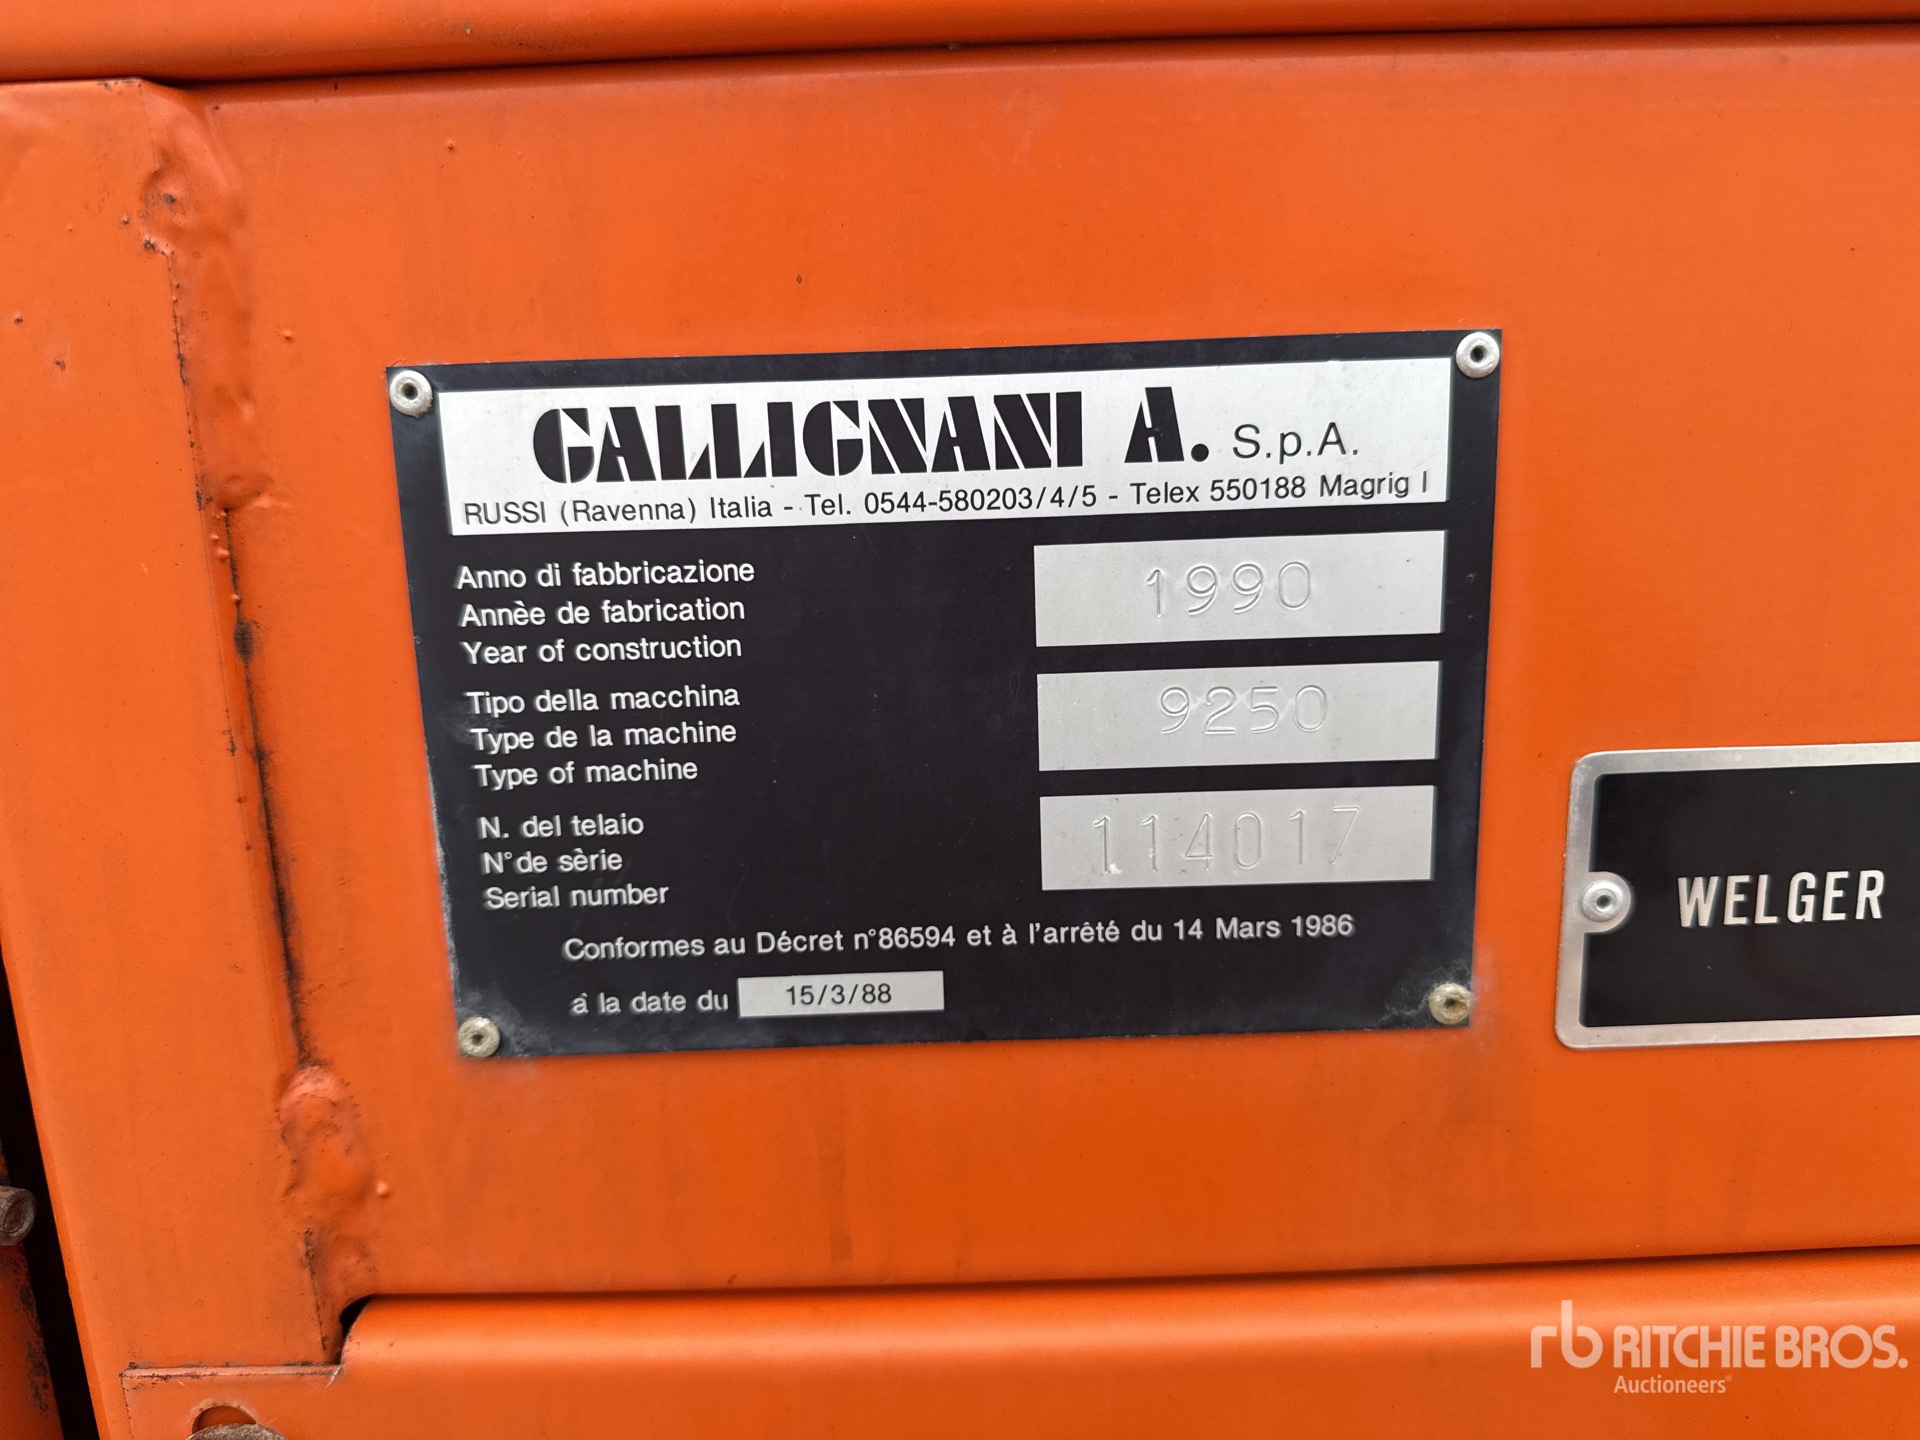 GALLIGNANI A. S.p.A.
RUSSI (Ravenna) Italia - Tel. 0544-580203/4/5 - Telex 550188 Magrig I
Anno di fabbricazione
Annèe de fabrication
Year of construction
1990
Tipo della macchina
Type de la machine
Type of machine
9250
N. del telaio
N° de sèrie
Serial number
114017
Conformes au Décret n°86594 et à l'arrêté du 14 Mars 1986
à la date du 15/3/88
WELGER
rb RITCHIE BROS.
Auctioneers